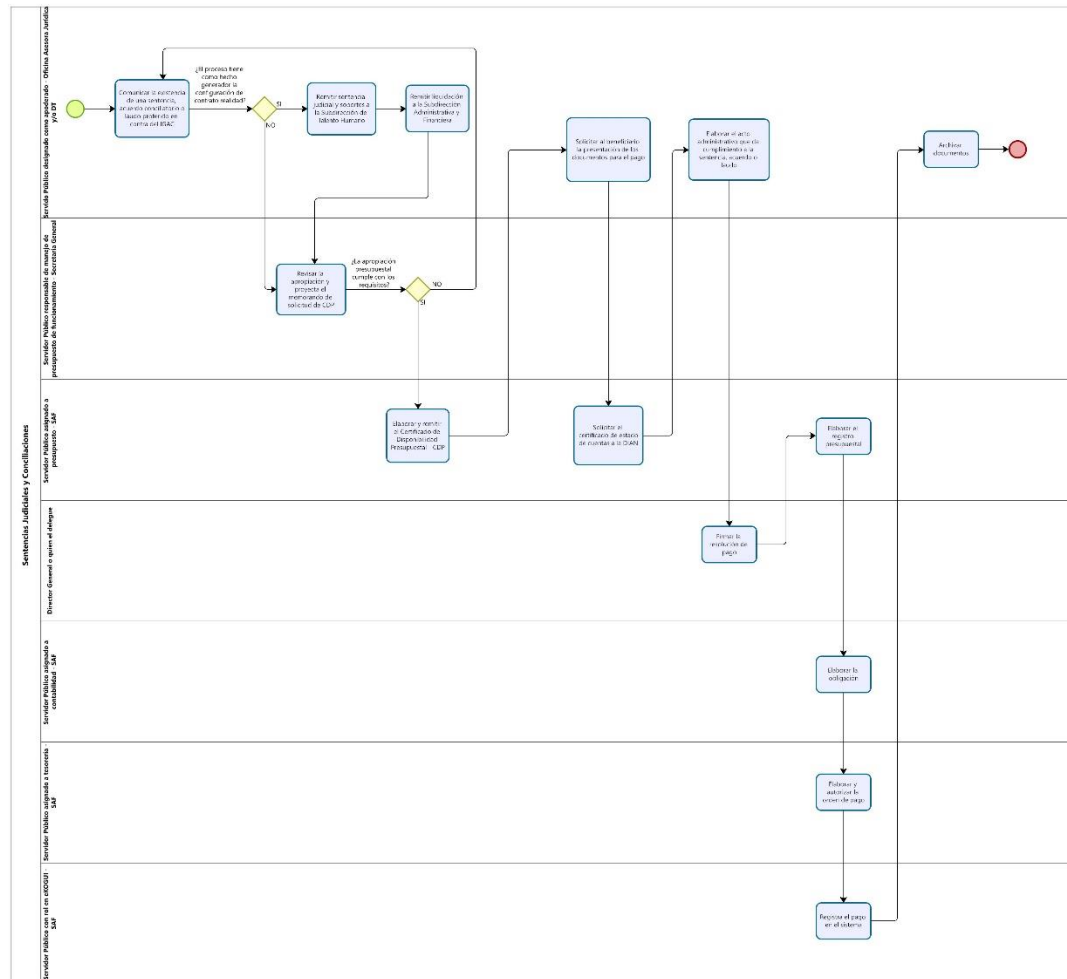 Sentencias Judiciales y Conciliaciones
Servidor Público designado como apoderado - Oficina Asesora Jurídica
y/o DT
Comunicar la existencia
de una sentencia,
acuerdo conciliatorio o
laudo proferido en
contra del IGAC
¿El proceso tiene
como hecho
generador la
configuración de
contrato realidad?
SI
NO
Remitir sentencia
judicial y soportes a
la Subdirección de
Talento Humano
Remitir liquidación
a la Subdirección
Administrativa y
Financiera
Solicitar al beneficiario
la presentación de los
documentos para el pago
Elaborar el acto
administrativo que da
cumplimiento a la
sentencia, acuerdo o
laudo
Archivar
documentos
Servidor Público responsable de manejo de
presupuesto de funcionamiento - Secretaria General
Revisar la
apropiación y
proyecta el
memorando de
solicitud de CDP
¿La apropiación
presupuestal
cumple con los
requisitos?
NO
SI
Servidor Público asignado a
presupuesto - SAF
Elaborar y remitir
el Certificado de
Disponibilidad
Presupuestal - CDP
Solicitar el
certificado de estado
de cuentas a la DIAN
Elaborar el
registro
presupuestal
Director General o quien el delegue
Firmar la
resolución de
pago
Servidor Público asignado a
contabilidad - SAF
Elaborar la
obligación
Servidor Público asignado a tesorería -
SAF
Elaborar y
autorizar la
orden de pago
Servidor Público con rol en eKOGUI -
SAF
Registrar el pago
en el sistema